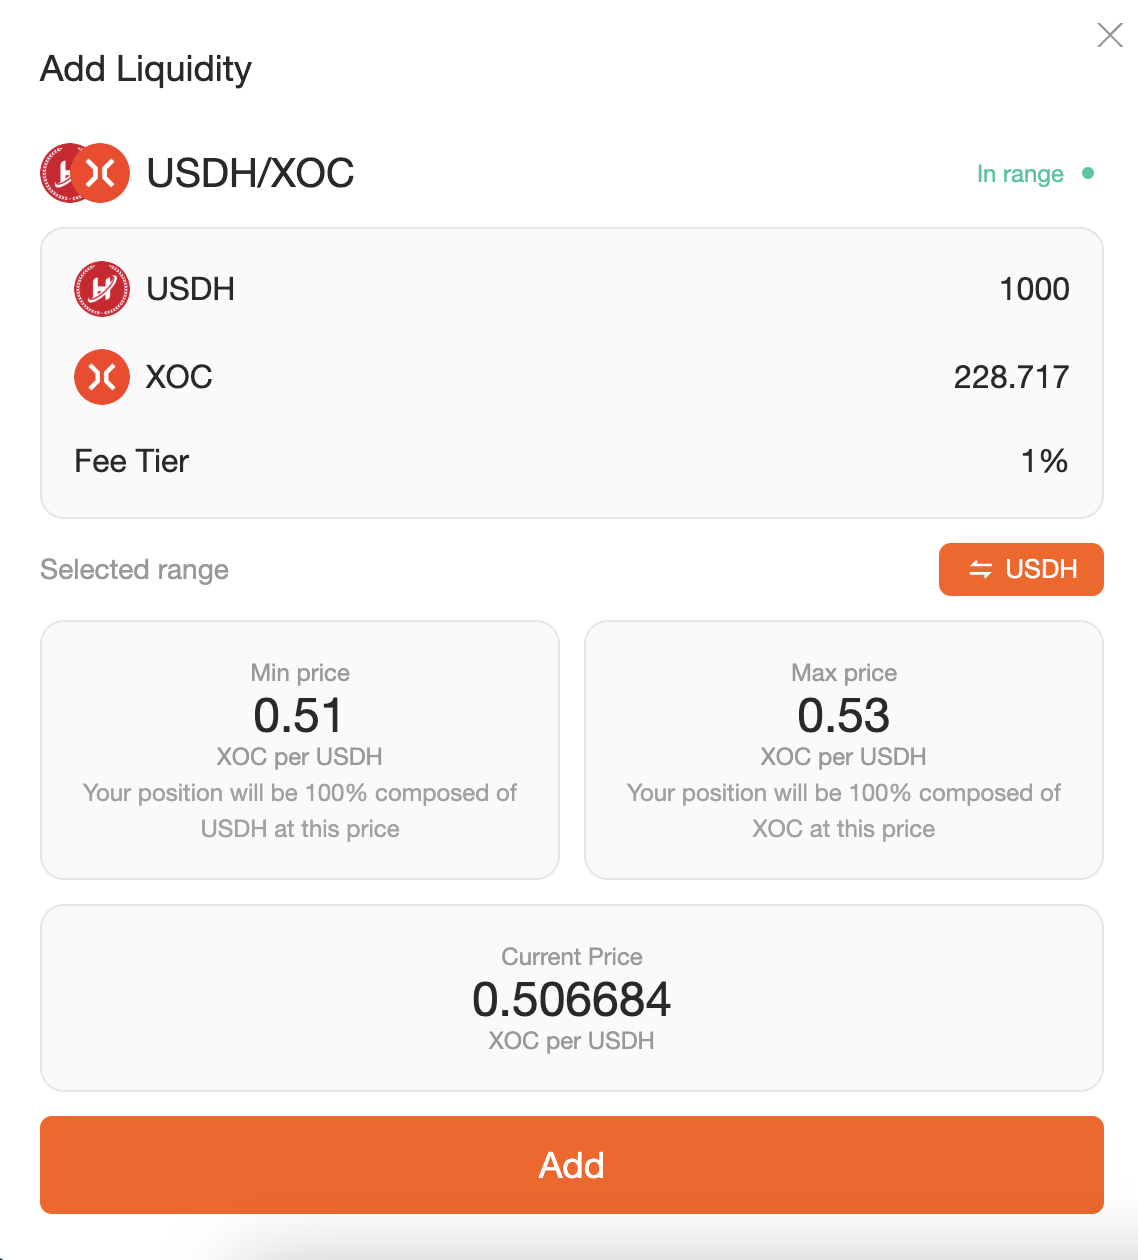 Add Liquidity
USDH/XOC
In range
USDH 1000
XOC 228.717
Fee Tier 1%
Selected range
USDH
Min price
0.51
XOC per USDH
Your position will be 100% composed of
USDH at this price
Max price
0.53
XOC per USDH
Your position will be 100% composed of
XOC at this price
Current Price
0.506684
XOC per USDH
Add